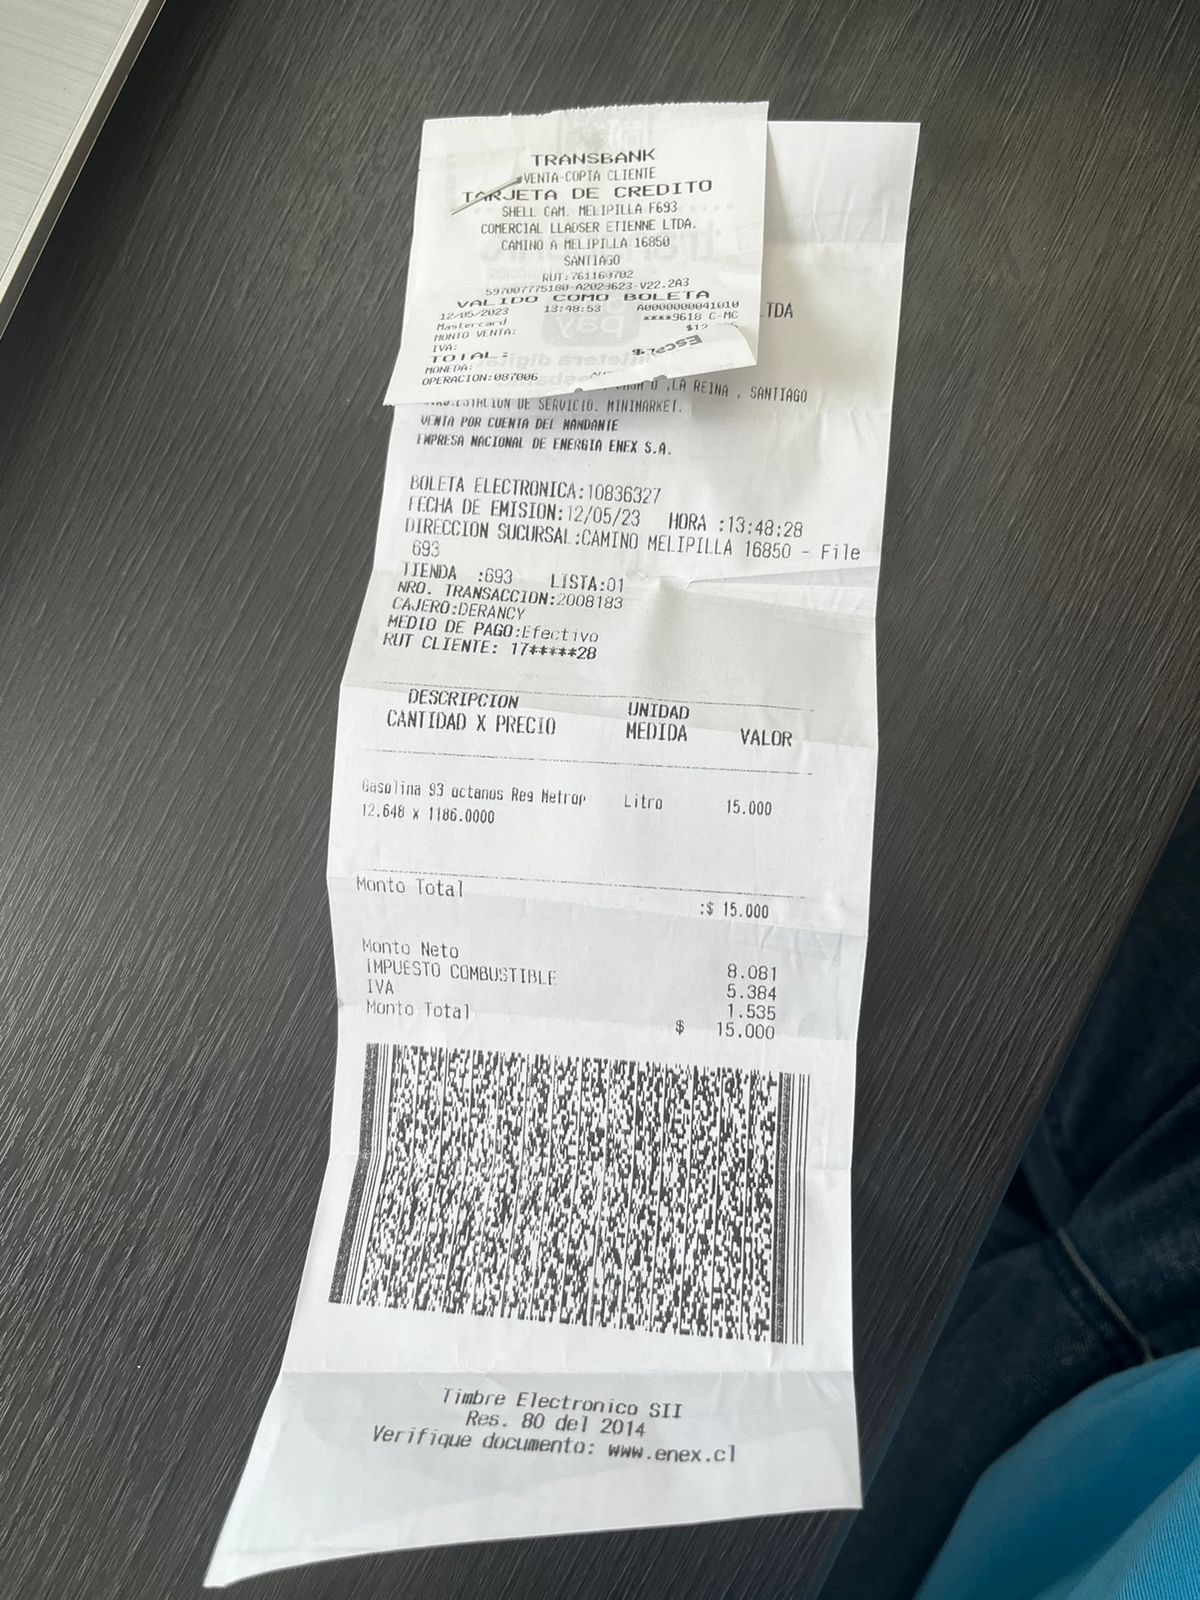 TRANSBANK
VENTA-COPIA CLIENTE
TARJETA DE CREDITO
SHELL CAM. MELIPILLA F693
COMERCIAL LLADSER ETIENNE LTDA.
CAMINO A MELIPILLA 16850
SANTIAGO
RUT:761160702
597007775180-A2023623-V22.2A3
VALIDO COMO BOLETA
12/05/2023 13:48:53 A0000000041010
Mastercard ****9618 C-MC
MONTO VENTA:
IVA:
TOTAL:
MONEDA:
OPERACION:087006
LTDA
,LA REINA , SANTIAGO
ESTACION DE SERVICIO. MINIMARKET.
VENTA POR CUENTA DEL MANDANTE
EMPRESA NACIONAL DE ENERGIA ENEX S.A.
BOLETA ELECTRONICA:10836327
FECHA DE EMISION:12/05/23 HORA :13:48:28
DIRECCION SUCURSAL:CAMINO MELIPILLA 16850 - File
693
TIENDA :693 LISTA:01
NRO. TRANSACCION:2008183
CAJERO:DERANCY
MEDIO DE PAGO:Efectivo
RUT CLIENTE: 17*****28
DESCRIPCION UNIDAD
CANTIDAD X PRECIO MEDIDA VALOR
Gasolina 93 octanos Reg Metrop Litro 15.000
12.648 x 1186.0000
Monto Total :$ 15.000
Monto Neto 8.081
IMPUESTO COMBUSTIBLE 5.384
IVA 1.535
Monto Total $ 15.000
Timbre Electronico SII
Res. 80 del 2014
Verifique documento: www.enex.cl